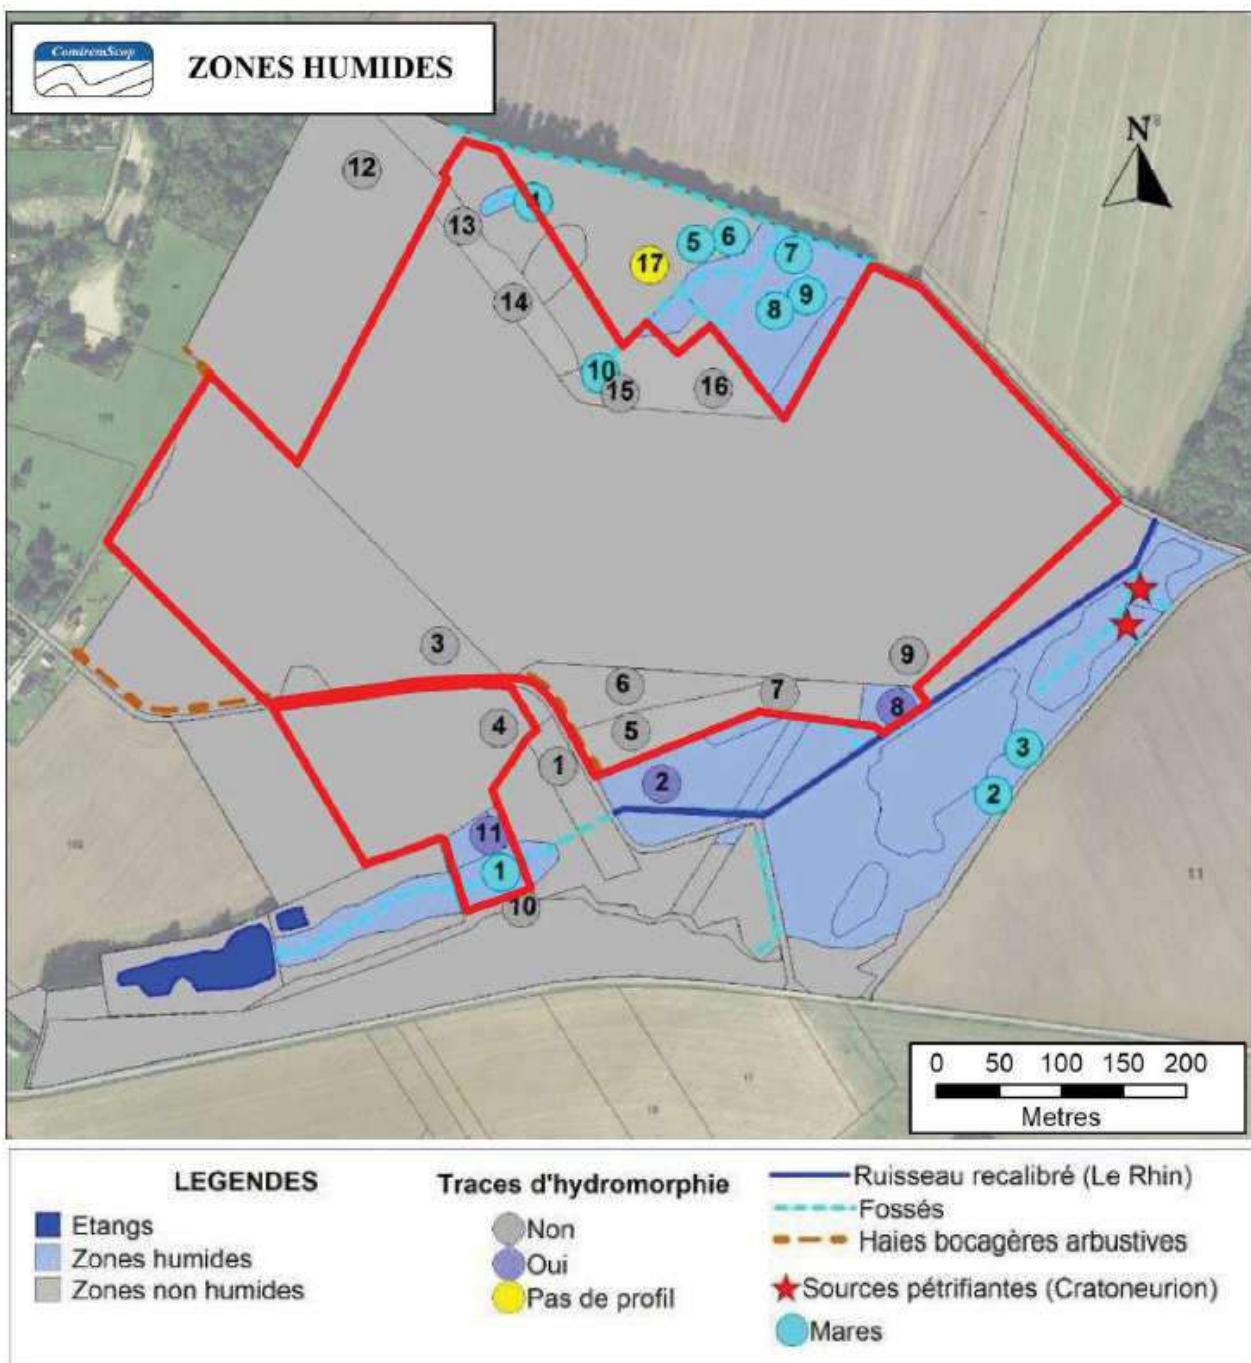 ComiremScop
ZONES HUMIDES
N
12
13
4
14
17
5
6
7
8
9
10
15
16
3
9
6
7
8
4
5
1
2
3
2
11
1
10
11
0 50 100 150 200
Metres
LEGENDES
Etangs
Zones humides
Zones non humides
Traces d'hydromorphie
Non
Oui
Pas de profil
Ruisseau recalibré (Le Rhin)
Fossés
Haies bocagères arbustives
Sources pétrifiantes (Cratoneurion)
Mares